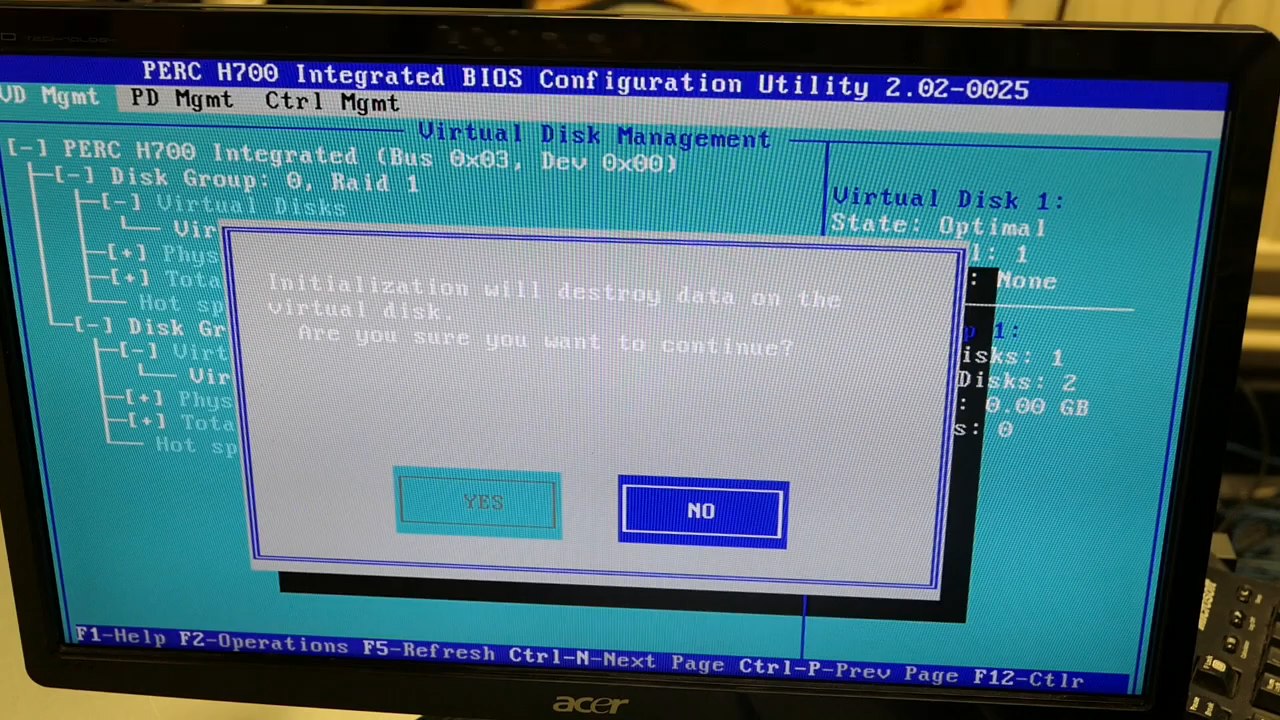 PERC H700 Integrated BIOS Configuration Utility 2.02-0025
VD Mgmt PD Mgmt Ctrl Mgmt
Virtual Disk Management
[-] PERC H700 Integrated (Bus 0x03, Dev 0x00)
[-] Disk Group: 0, Raid 1
[-] Virtual Disks
Vir
[+] Phys
[+] Tota
Hot sp
[-] Disk Gr
[-] Virt
Vir
[+] Phys
[+] Tota
Hot sp
Virtual Disk 1:
State: Optimal
l: 1
: None
p 1:
isks: 1
Disks: 2
: 0.00 GB
s: 0
Initialization will destroy data on the
virtual disk.
Are you sure you want to continue?
YES NO
F1-Help F2-Operations F5-Refresh Ctrl-N-Next Page Ctrl-P-Prev Page F12-Ctlr
acer